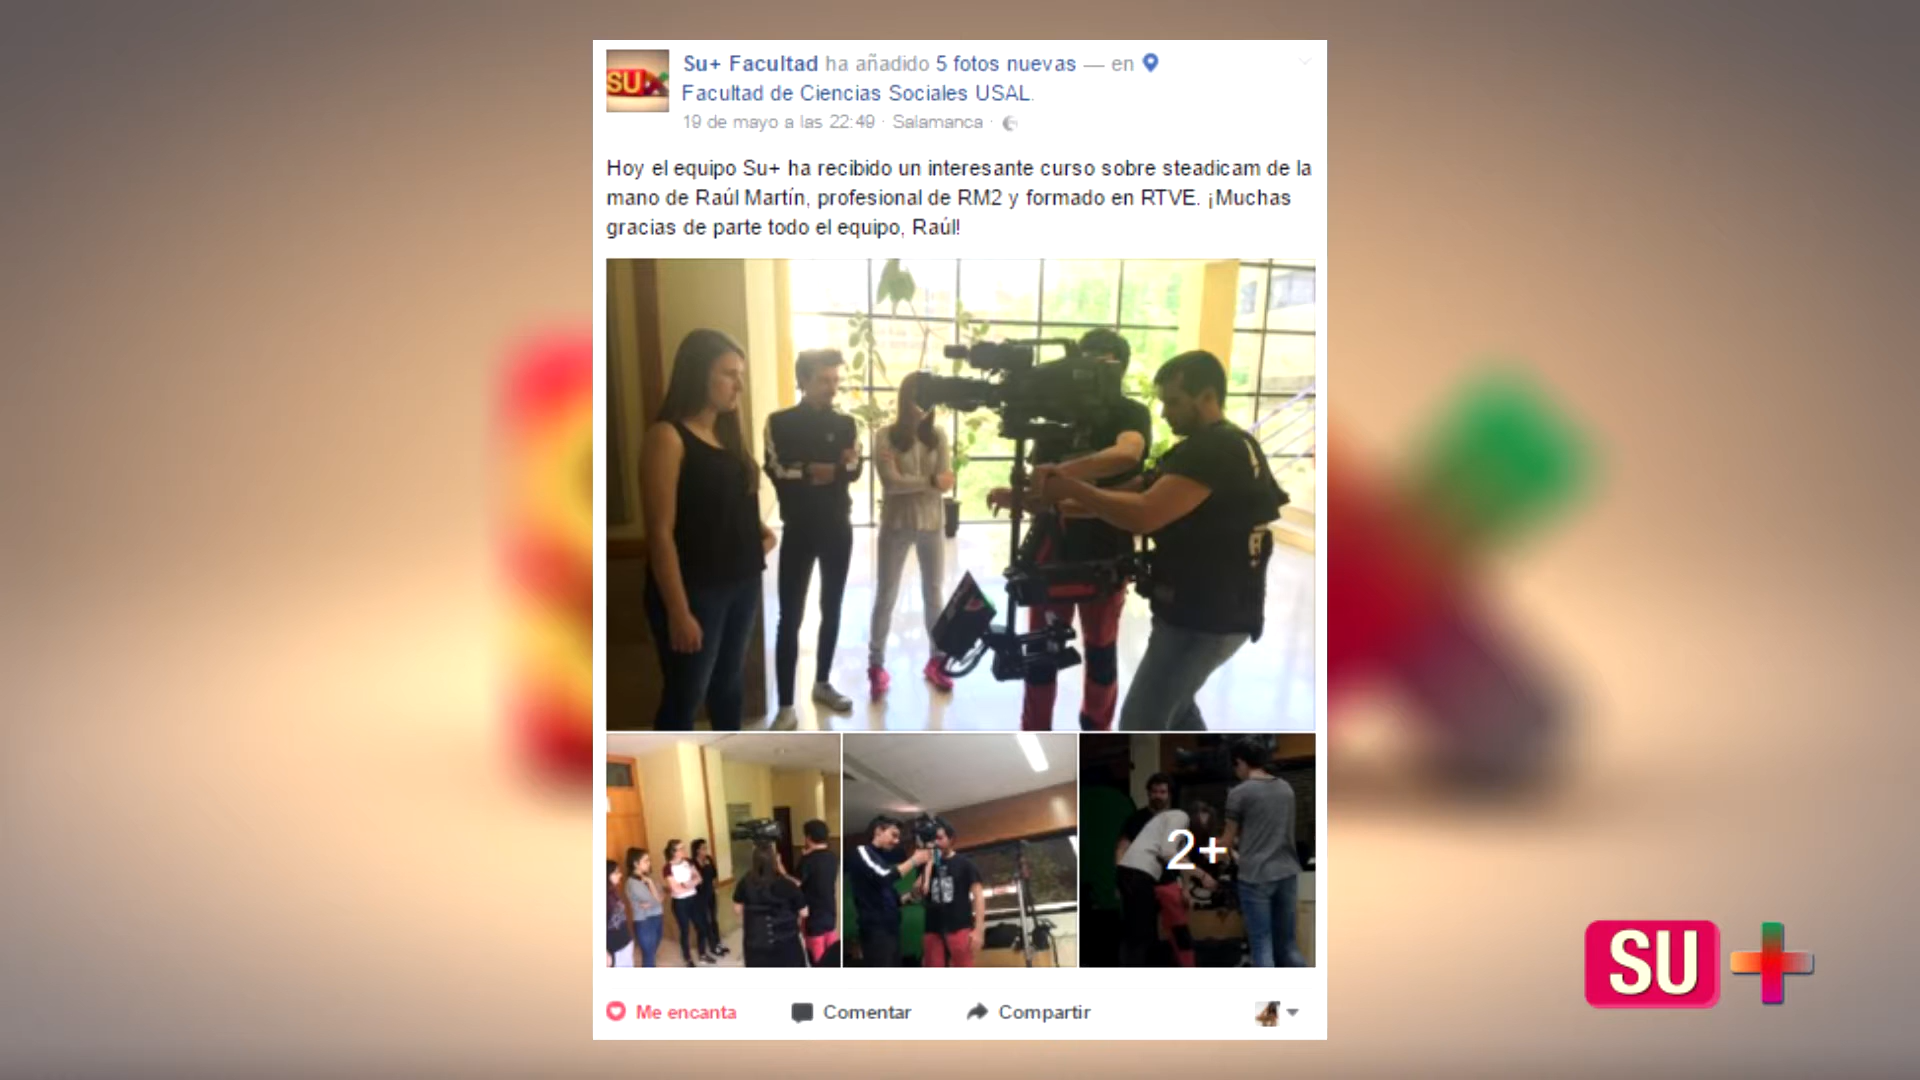 SU+
Su+ Facultad ha añadido 5 fotos nuevas — en
Facultad de Ciencias Sociales USAL.
19 de mayo a las 22:49 · Salamanca ·
Hoy el equipo Su+ ha recibido un interesante curso sobre steadicam de la
mano de Raúl Martín, profesional de RM2 y formado en RTVE. ¡Muchas
gracias de parte todo el equipo, Raúl!
2+
Me encanta Comentar Compartir
SU+